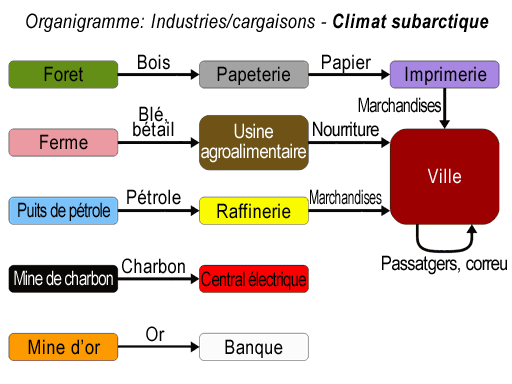 Organigramme: Industries/cargaisons - Climat subarctique
Foret
Bois
Papeterie
Papier
Imprimerie
Marchandises
Ferme
Blé,
bétail
Usine
agroalimentaire
Nourriture
Ville
Puits de pétrole
Pétrole
Raffinerie
Marchandises
Passatgers, correu
Mine de charbon
Charbon
Central électrique
Mine d'or
Or
Banque